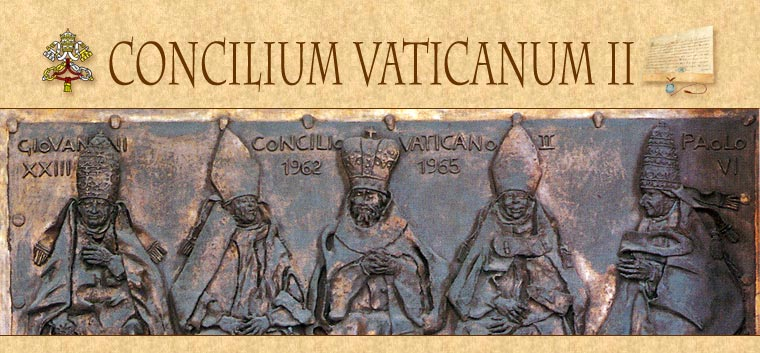 CONCILIUM VATICANUM II
GIOVANNI
XXIII
CONCILIO VATICANO II
1962 1965
PAOLO
VI